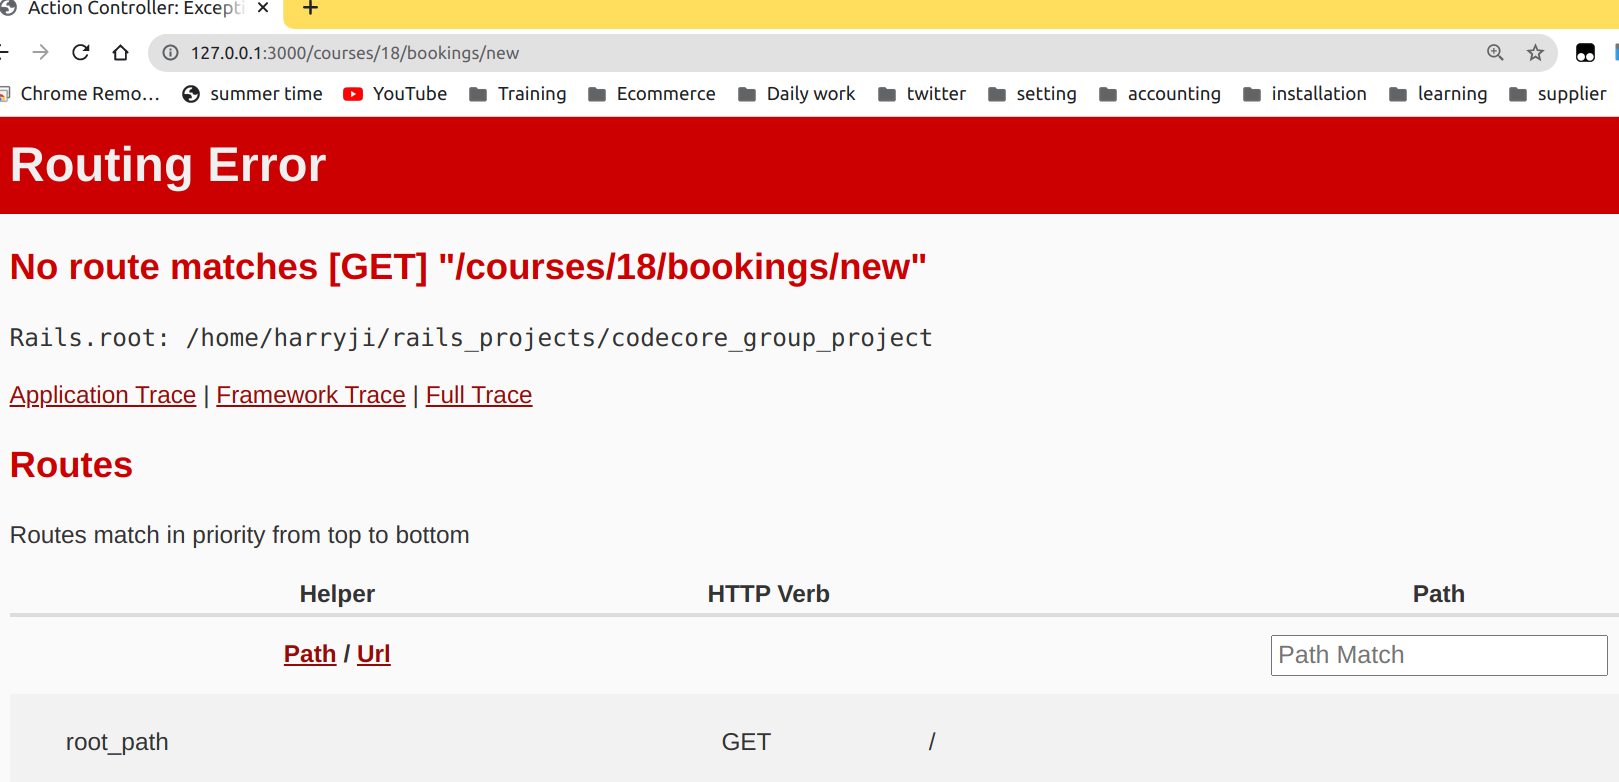 Action Controller: Excepti
127.0.0.1:3000/courses/18/bookings/new
Chrome Remo... summer time YouTube Training Ecommerce Daily work twitter setting accounting installation learning supplier
Routing Error
No route matches [GET] "/courses/18/bookings/new"
Rails.root: /home/harryji/rails_projects/codecore_group_project
Application Trace | Framework Trace | Full Trace
Routes
Routes match in priority from top to bottom
Helper HTTP Verb Path
Path / Url Path Match
root_path GET /